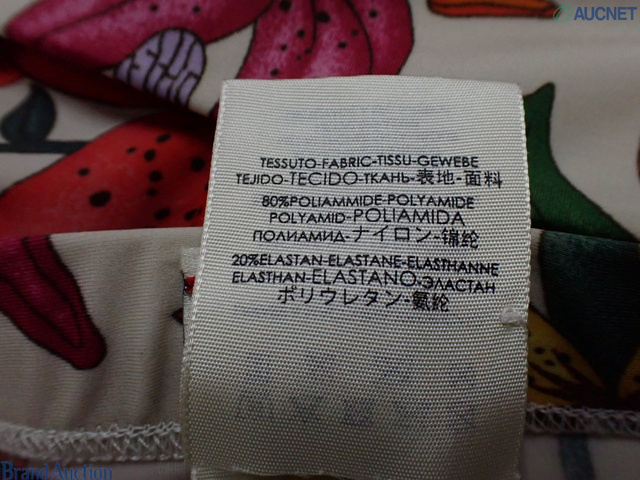 AUCNET
TESSUTO-FABRIC-TISSU-GEWEBE
TEJIDO-TECIDO-ТКАНЬ-表地-面料
80%POLIAMMIDE-POLYAMIDE
POLYAMID-POLIAMIDA
ПОЛИАМИД-ナイロン-锦纶
20%ELASTAN ELASTANE-ELASTHANNE
ELASTHAN-ELASTANO-ЭЛАСТАН
ポリウレタン-氨纶
Brand Auction